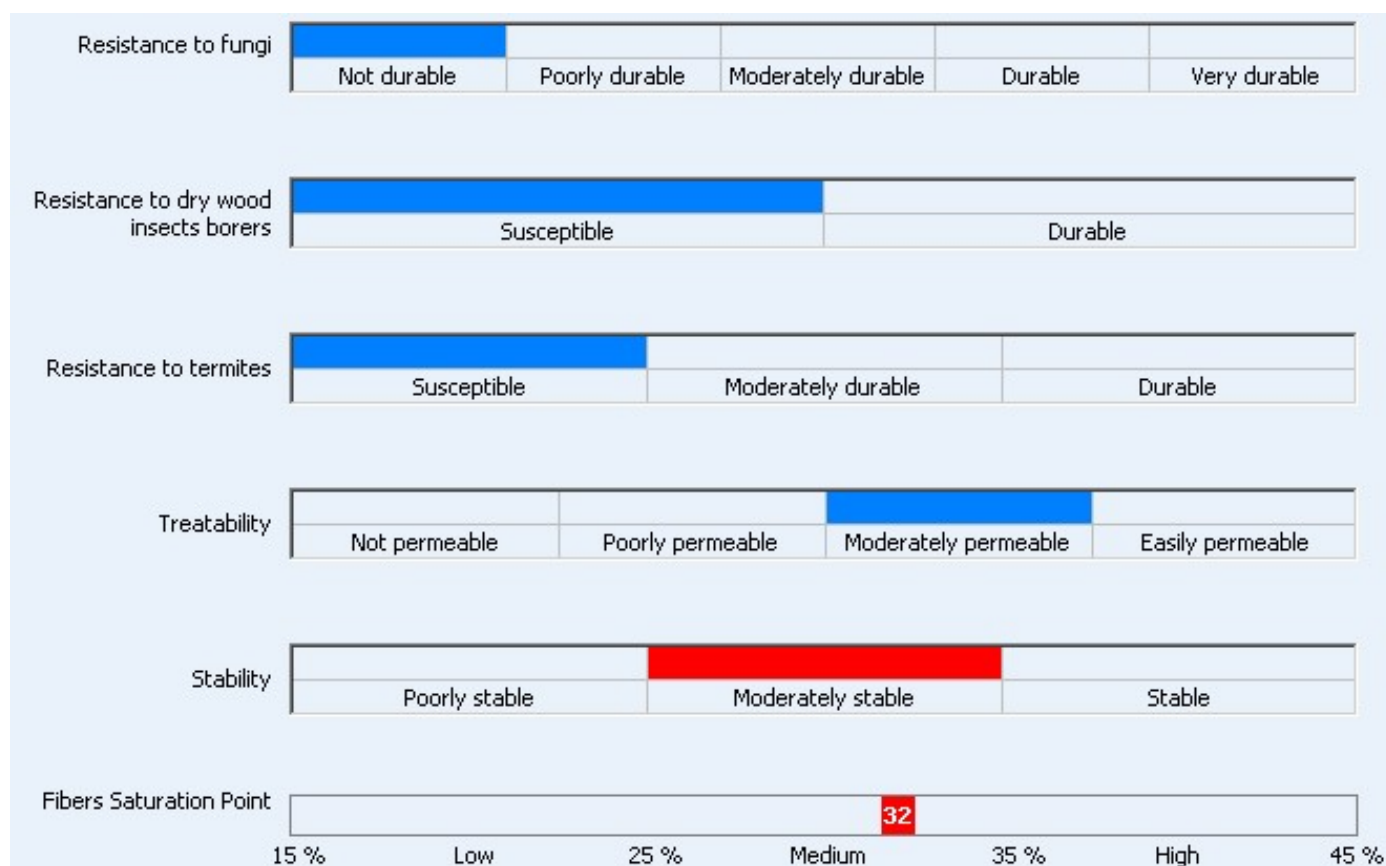 Resistance to fungi
Not durable Poorly durable Moderately durable Durable Very durable
Resistance to dry wood
insects borers
Susceptible Durable
Resistance to termites
Susceptible Moderately durable Durable
Treatability
Not permeable Poorly permeable Moderately permeable Easily permeable
Stability
Poorly stable Moderately stable Stable
Fibers Saturation Point
32
15 % Low 25 % Medium 35 % High 45 %